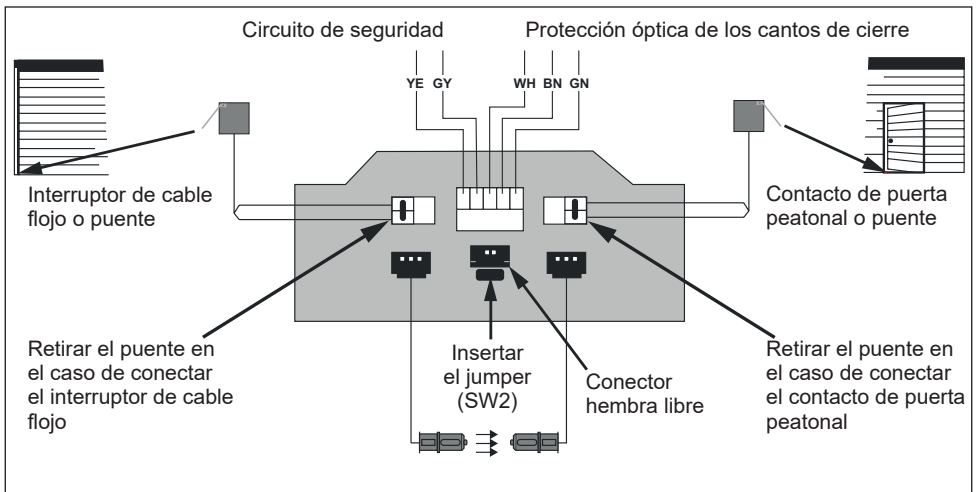 Circuito de seguridad
Protección óptica de los cantos de cierre
YE GY
WH BN GN
Interruptor de cable
flojo o puente
Contacto de puerta
peatonal o puente
Retirar el puente en
el caso de conectar
el interruptor de cable
flojo
Insertar
el jumper
(SW2)
Conector
hembra libre
Retirar el puente en
el caso de conectar
el contacto de puerta
peatonal